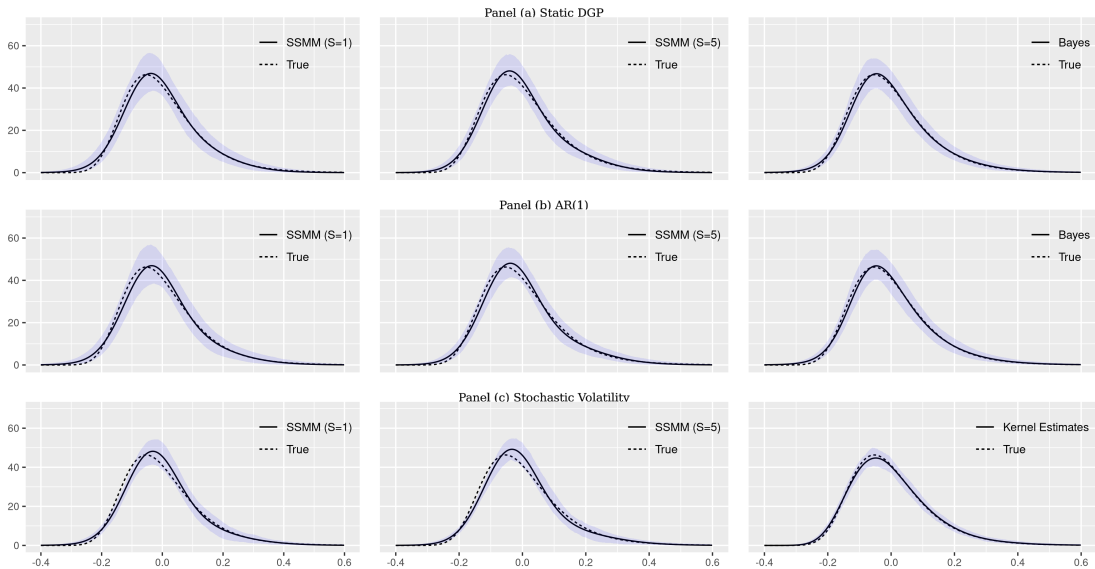 Panel (a) Static DGP
60
40
20
0
SSMM (S=1)
True
SSMM (S=5)
True
Bayes
True
Panel (b) AR(1)
60
40
20
0
SSMM (S=1)
True
SSMM (S=5)
True
Bayes
True
Panel (c) Stochastic Volatility
60
40
20
0
SSMM (S=1)
True
SSMM (S=5)
True
Kernel Estimates
True
-0.4 -0.2 0.0 0.2 0.4 0.6
-0.4 -0.2 0.0 0.2 0.4 0.6
-0.4 -0.2 0.0 0.2 0.4 0.6